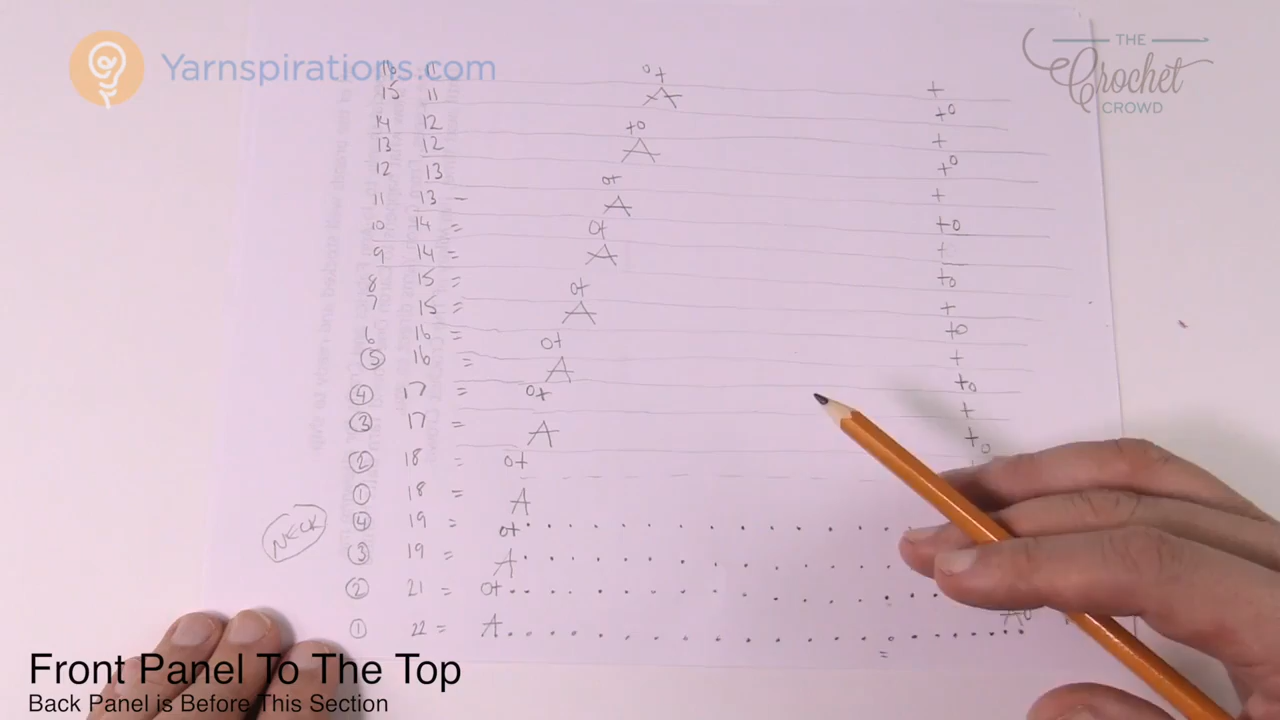 Yarnspirations.com
THE
Crochet
CROWD
16 11 o+
15 11 A +
14 12 +o +o
13 12 A +
12 13 o+ +o
11 13 - A +
10 14 = o+ +o
9 14 = A +
8 15 = o+ +o
7 15 = A +
6 16 = o+ +o
5 16 = A +
4 17 = o+ +o
3 17 = A +
2 18 = o+ +o
1 18 = A
NECK
4 19 = o+
3 19 = A
2 21 = o+
1 22 = A
=
Front Panel To The Top
Back Panel is Before This Section